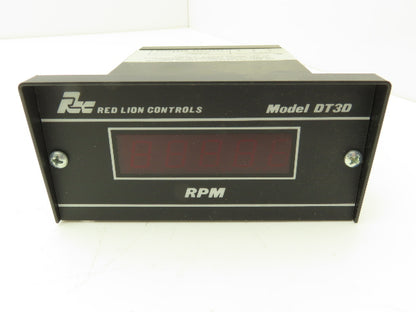 RLC RED LION CONTROLS Model DT3D
RPM